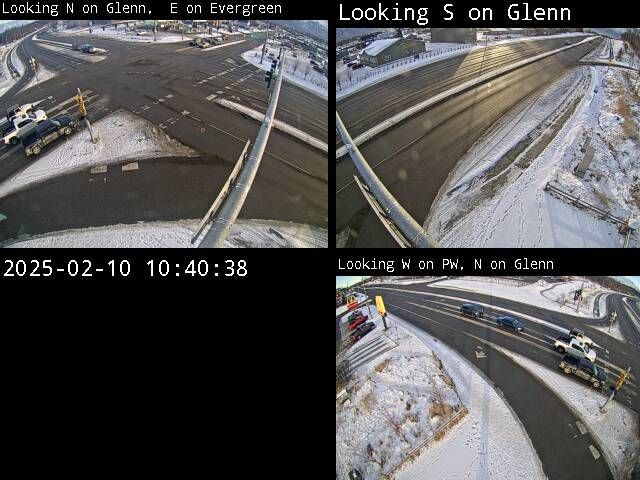 Looking N on Glenn,  E on Evergreen
Looking S on Glenn
2025-02-10 10:40:38
Looking W on PW, N on Glenn